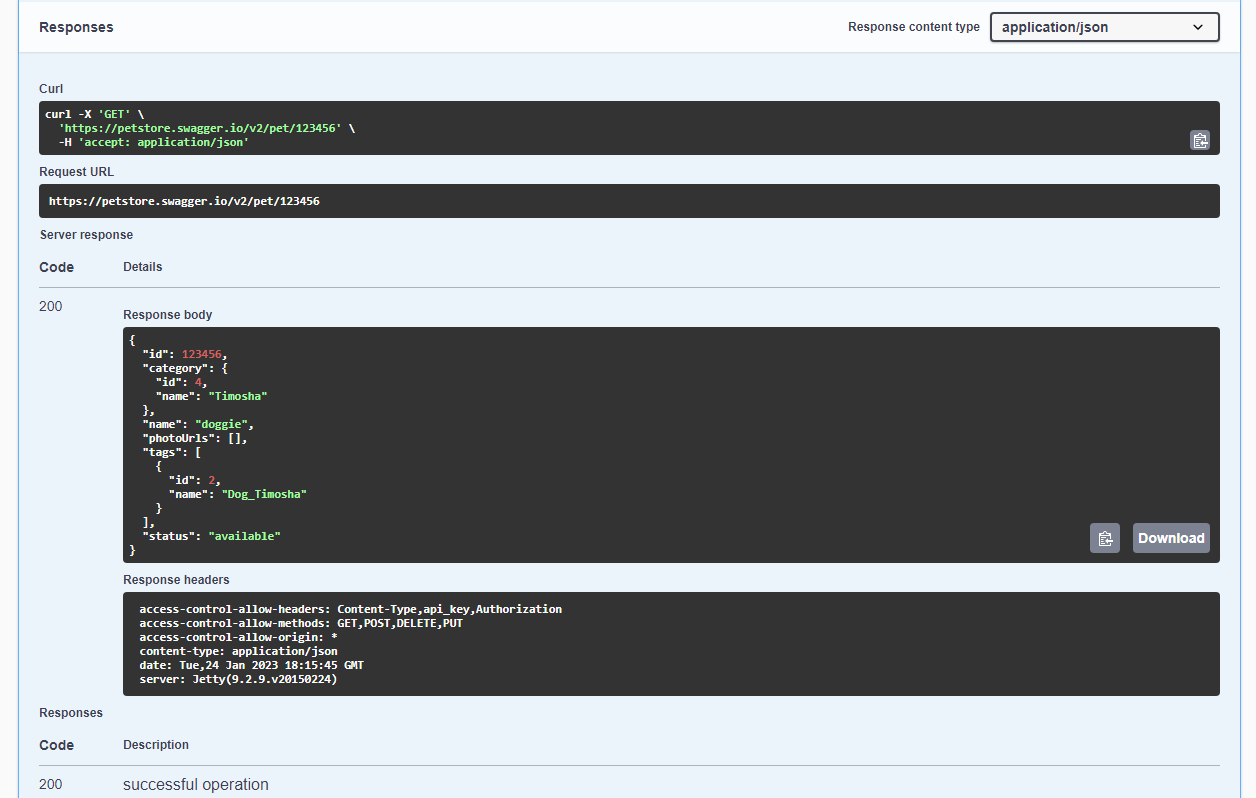 Responses
Response content type
application/json
Curl
curl -X 'GET' \
  'https://petstore.swagger.io/v2/pet/123456' \
  -H 'accept: application/json'
Request URL
https://petstore.swagger.io/v2/pet/123456
Server response
Code Details
200
Response body
{
  "id": 123456,
  "category": {
    "id": 4,
    "name": "Timosha"
  },
  "name": "doggie",
  "photoUrls": [],
  "tags": [
    {
      "id": 2,
      "name": "Dog_Timosha"
    }
  ],
  "status": "available"
}
Download
Response headers
access-control-allow-headers: Content-Type,api_key,Authorization
access-control-allow-methods: GET,POST,DELETE,PUT
access-control-allow-origin: *
content-type: application/json
date: Tue,24 Jan 2023 18:15:45 GMT
server: Jetty(9.2.9.v20150224)
Responses
Code Description
200 successful operation